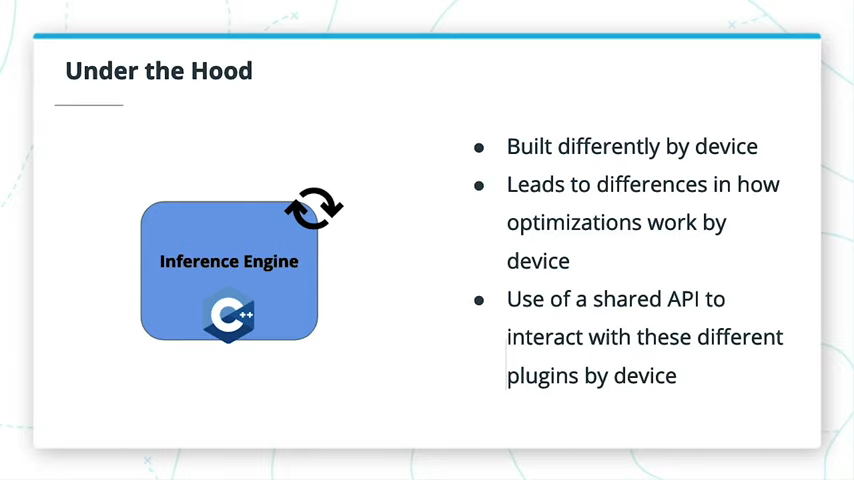 Under the Hood
Inference Engine
C++
● Built differently by device
● Leads to differences in how
optimizations work by
device
● Use of a shared API to
interact with these different
plugins by device